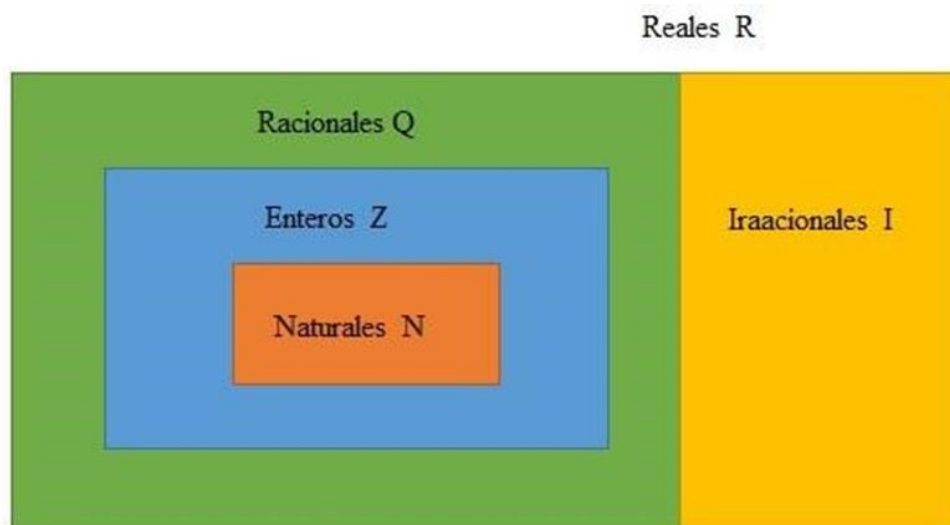 Reales R
Racionales Q
Enteros Z
Iraacionales I
Naturales N